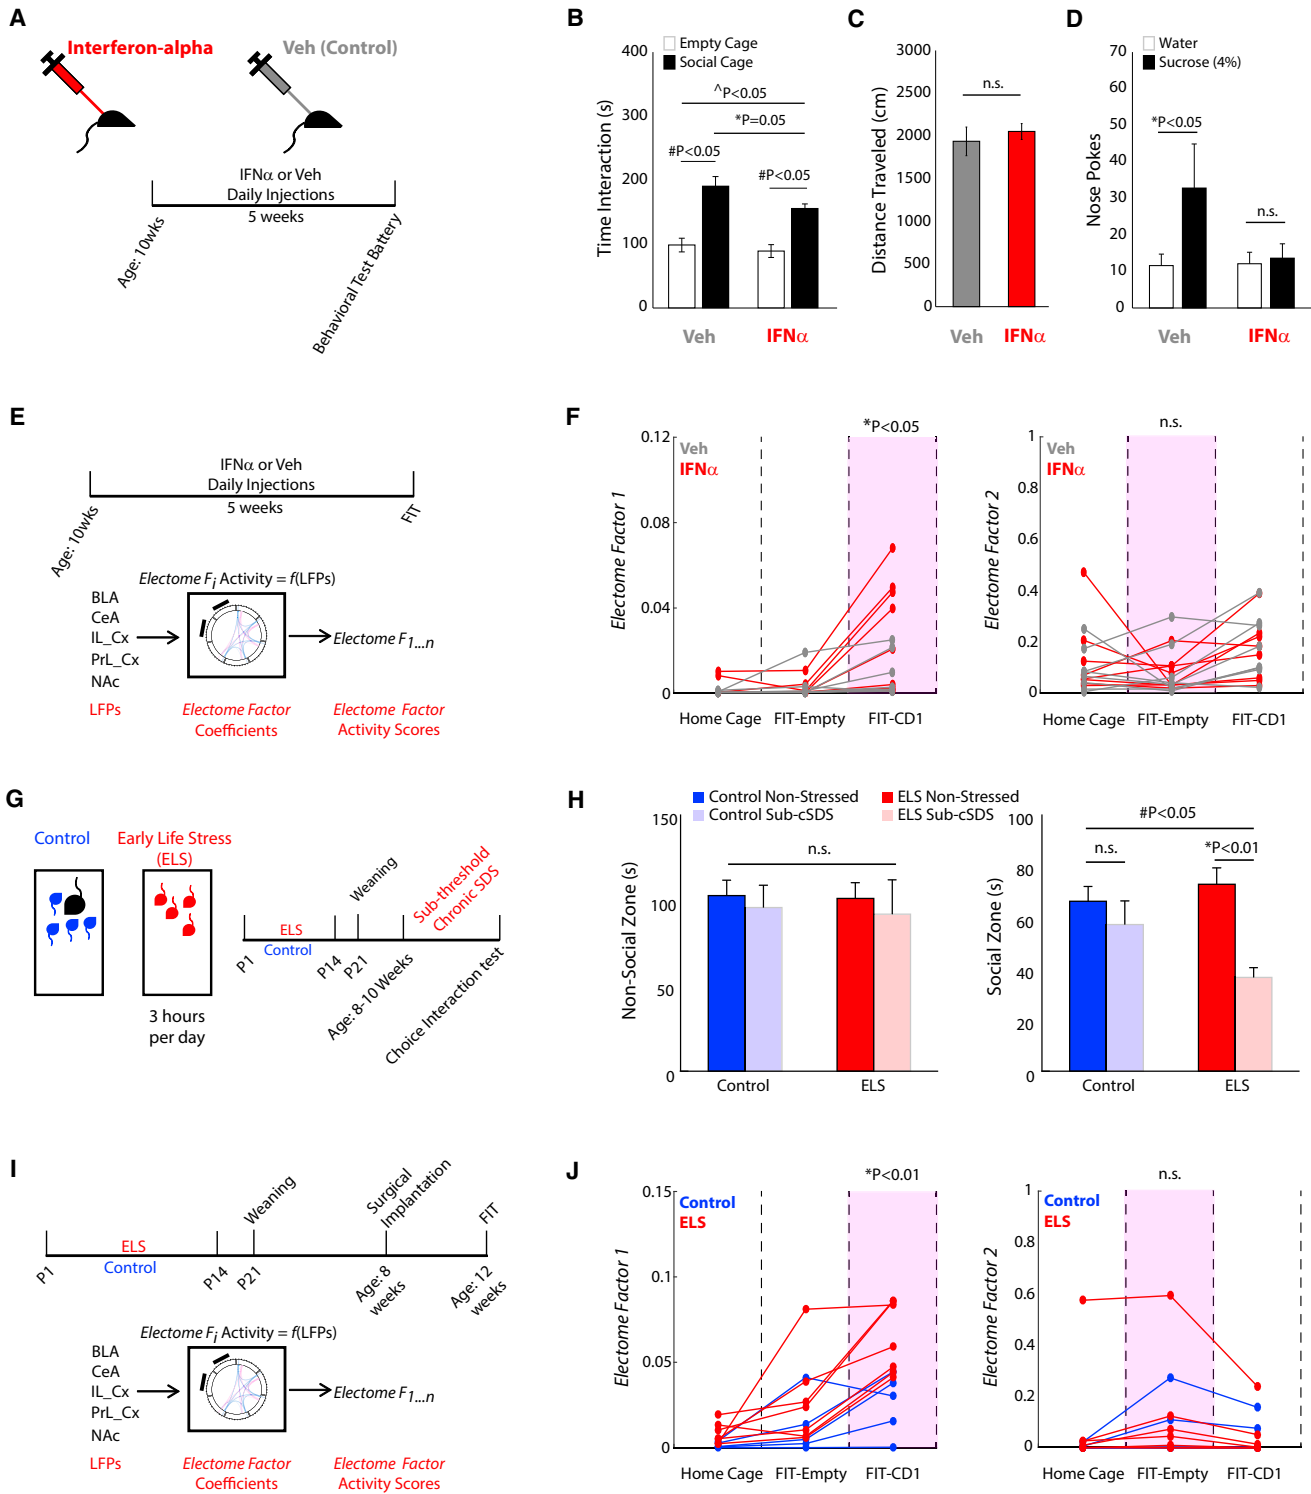 A
Interferon-alpha
Veh (Control)
IFNα or Veh
Daily Injections
5 weeks
Age: 10wks
Behavioral Test Battery
B
Empty Cage
Social Cage
Time Interaction (s)
400
300
200
100
0
^P<0.05
*P=0.05
#P<0.05
#P<0.05
Veh
IFNα
C
Distance Traveled (cm)
3000
2500
2000
1500
1000
500
0
n.s.
Veh
IFNα
D
Water
Sucrose (4%)
Nose Pokes
70
60
50
40
30
20
10
0
*P<0.05
n.s.
Veh
IFNα
E
IFNα or Veh
Daily Injections
5 weeks
Age: 10wks
FIT
Electome Fi Activity = f(LFPs)
BLA
CeA
IL_Cx
PrL_Cx
NAc
Electome F1...n
LFPs
Electome Factor
Coefficients
Electome Factor
Activity Scores
F
*P<0.05
Veh
IFNα
Electome Factor 1
0.12
0.08
0.04
0
Home Cage
FIT-Empty
FIT-CD1
n.s.
Veh
IFNα
Electome Factor 2
1
0.8
0.6
0.4
0.2
0
Home Cage
FIT-Empty
FIT-CD1
G
Control
Early Life Stress
(ELS)
3 hours
per day
ELS
Control
Weaning
Sub-threshold
Chronic SDS
P1
P14
P21
Age: 8-10 Weeks
Choice Interaction test
H
Control Non-Stressed
Control Sub-cSDS
ELS Non-Stressed
ELS Sub-cSDS
Non-Social Zone (s)
150
100
50
0
n.s.
Control
ELS
Social Zone (s)
100
80
60
40
20
0
#P<0.05
n.s.
*P<0.01
Control
ELS
I
ELS
Control
Weaning
Surgical
Implantation
FIT
P1
P14
P21
Age: 8
weeks
Age: 12
weeks
Electome Fi Activity = f(LFPs)
BLA
CeA
IL_Cx
PrL_Cx
NAc
Electome F1...n
LFPs
Electome Factor
Coefficients
Electome Factor
Activity Scores
J
*P<0.01
Control
ELS
Electome Factor 1
0.15
0.1
0.05
0
Home Cage
FIT-Empty
FIT-CD1
n.s.
Control
ELS
Electome Factor 2
1
0.8
0.6
0.4
0.2
0
Home Cage
FIT-Empty
FIT-CD1